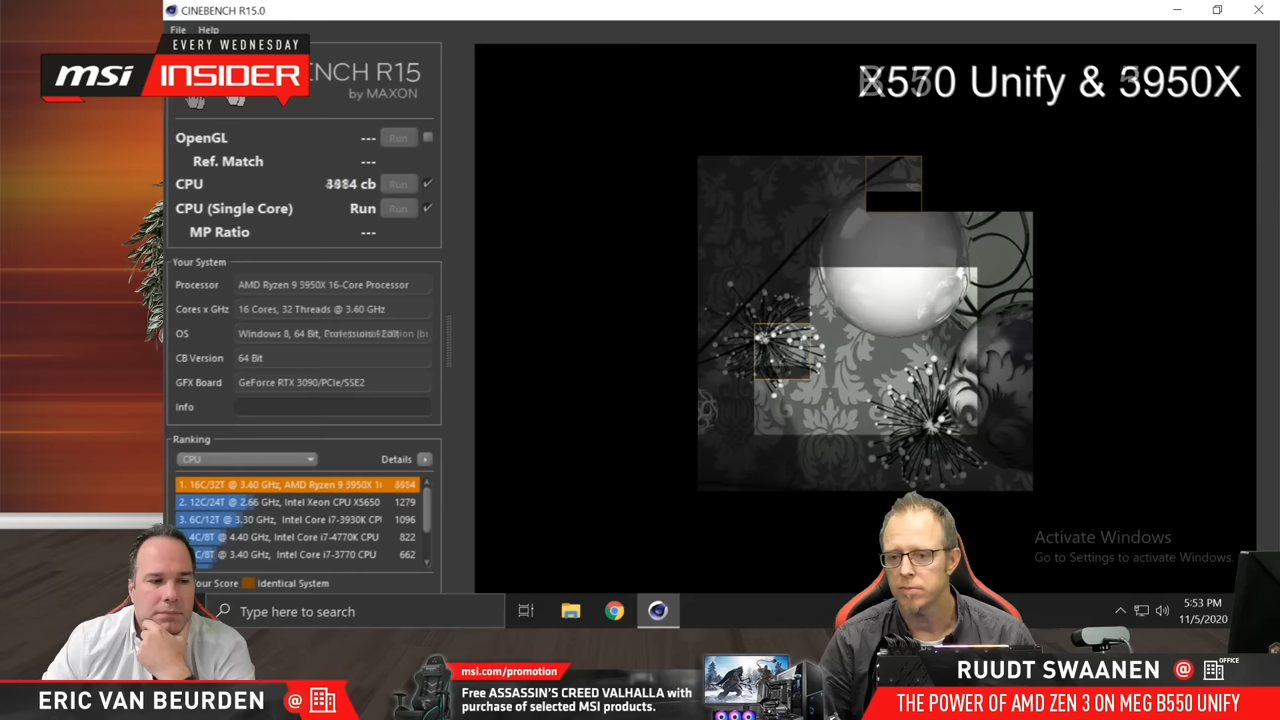 CINEBENCH R15.0
File Help
EVERY WEDNESDAY
msi INSIDER
ENCH R15
by MAXON
Unify &
OpenGL --- Run
Ref. Match ---
CPU cb Run
CPU (Single Core) Run Run
MP Ratio ---
Your System
Processor AMD Ryzen 9 16-Core Processor
Cores x GHz 16 Cores, 32 Threads @ 3.40 GHz
OS Windows 8, 64 Bit,
CB Version 64 Bit
GFX Board GeForce RTX 3090/PCIe/SSE2
Info
Ranking
CPU Details
1. 16C/32T @ 3.40 GHz, AMD Ryzen 9
2. 12C/24T @ 2.66 GHz, Intel Xeon CPU X5650 1279
3. 6C/12T @ 3.30 GHz, Intel Core i7-3930K CPU 1096
4C/8T @ 4.40 GHz, Intel Core i7-4770K CPU 822
C/8T @ 3.40 GHz, Intel Core i7-3770 CPU 662
our Score Identical System
Activate Windows
Go to Settings to activate Windows.
Type here to search
5:53 PM
11/5/2020
ERIC VAN BEURDEN @
msi.com/promotion
Free ASSASSIN'S CREED VALHALLA with
purchase of selected MSI products.
RUUDT SWAANEN @ OFFICE
THE POWER OF AMD ZEN 3 ON MEG B550 UNIFY